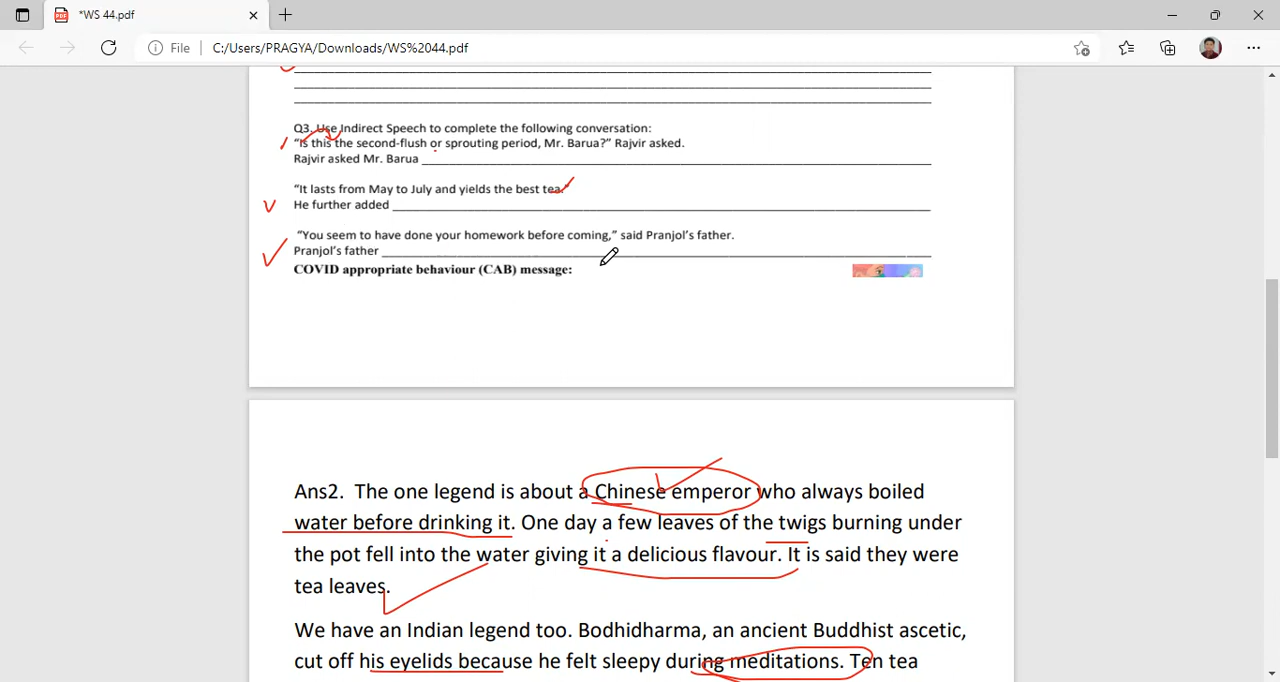 *WS 44.pdf
File C:/Users/PRAGYA/Downloads/WS%2044.pdf
Q3. Use Indirect Speech to complete the following conversation:
“Is this the second-flush or sprouting period, Mr. Barua?” Rajvir asked.
Rajvir asked Mr. Barua
“It lasts from May to July and yields the best tea.”
He further added
“You seem to have done your homework before coming,” said Pranjol’s father.
Pranjol’s father
COVID appropriate behaviour (CAB) message:
Ans2. The one legend is about a Chinese emperor who always boiled
water before drinking it. One day a few leaves of the twigs burning under
the pot fell into the water giving it a delicious flavour. It is said they were
tea leaves.
We have an Indian legend too. Bodhidharma, an ancient Buddhist ascetic,
cut off his eyelids because he felt sleepy during meditations. Ten tea